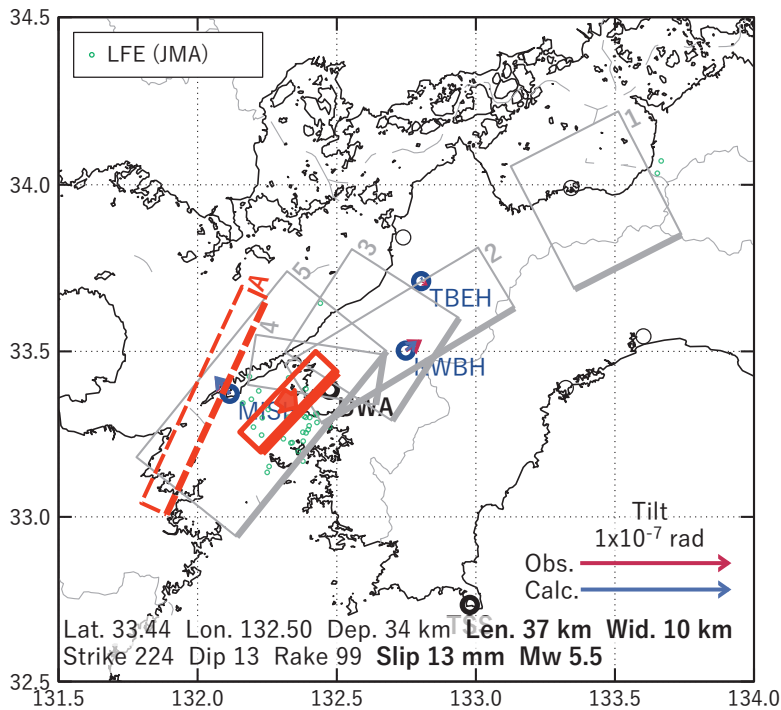 34.5
LFE (JMA)
1
34.0
3
2
5
A
TBEH
4
33.5
HWBH
UWA
33.0
Tilt
1x10⁻⁷ rad
Obs.
Calc.
TSS
Lat. 33.44 Lon. 132.50 Dep. 34 km Len. 37 km Wid. 10 km
Strike 224 Dip 13 Rake 99 Slip 13 mm Mw 5.5
32.5
131.5 132.0 132.5 133.0 133.5 134.0